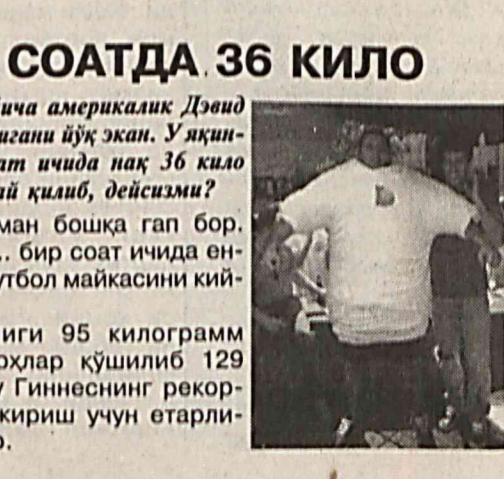 СОАТДА 36 КИЛО
ича америкалик Дэвид
игани йўқ экан. У яқин-
ат ичида нақ 36 кило
ай қилиб, дейсизми?
ман бошқа гап бор.
.. бир соат ичида ен-
утбол майкасини кий-
иги 95 килограмм
рҳлар қўшилиб 129
у Гиннеснинг рекор-
кириш учун етарли-
р.